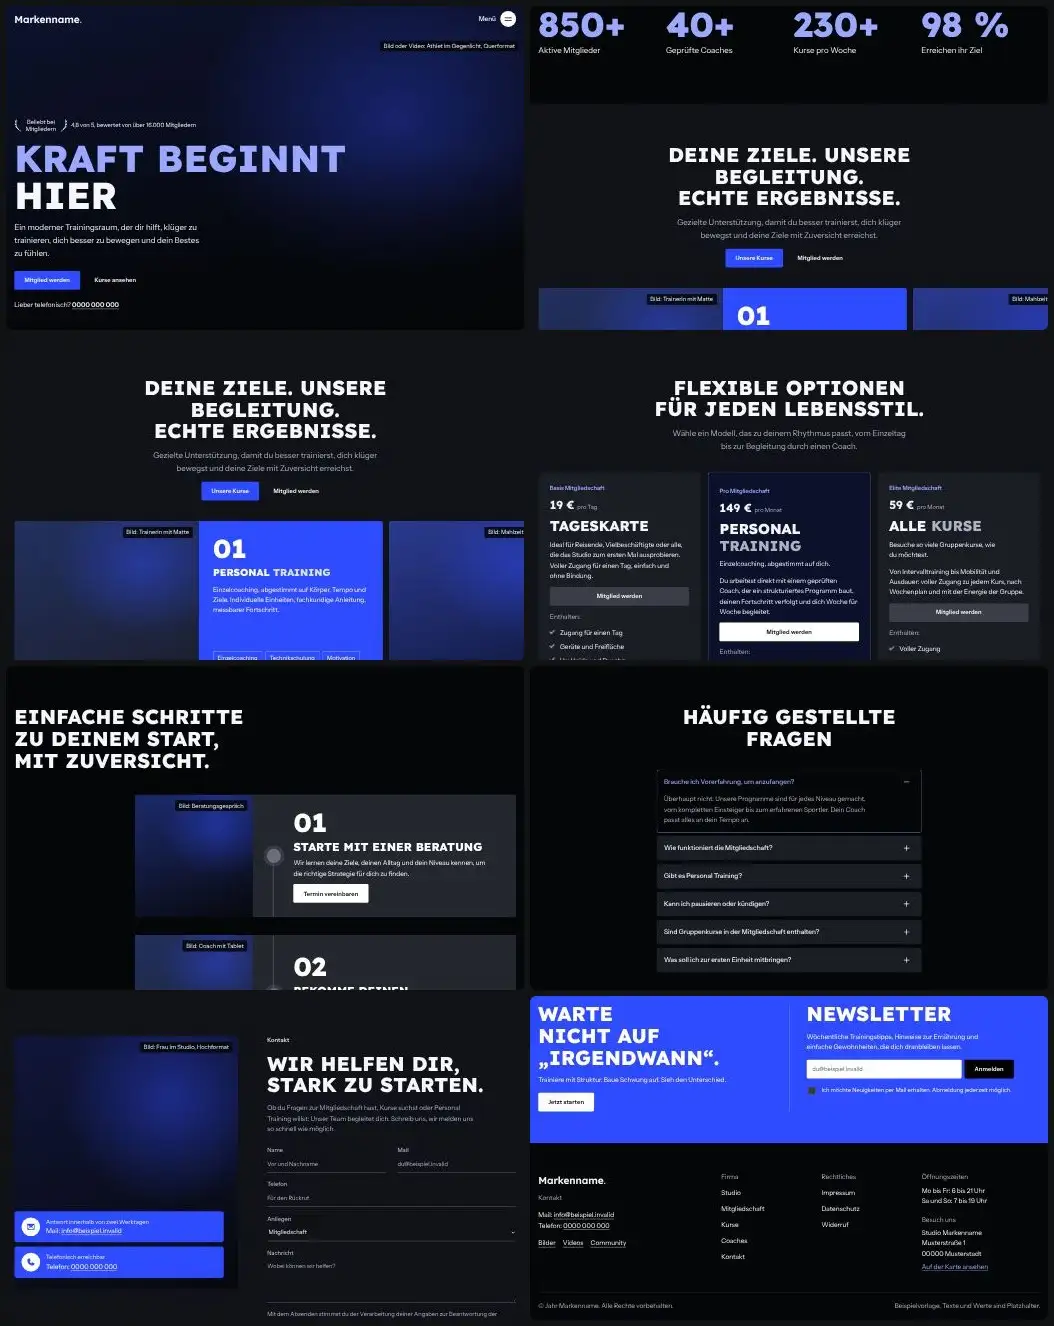 Markenname.
Menü
Bild oder Video: Athlet im Gegenlicht, Querformat
Beliebt bei
Mitgliedern
4,8 von 5, bewertet von über 16.000 Mitgliedern
KRAFT BEGINNT
HIER
Ein moderner Trainingsraum, der dir hilft, klüger zu
trainieren, dich besser zu bewegen und dein Bestes
zu fühlen.
Mitglied werden
Kurse ansehen
Lieber telefonisch? 0000 000 000
850+
40+
230+
98 %
Aktive Mitglieder
Geprüfte Coaches
Kurse pro Woche
Erreichen ihr Ziel
DEINE ZIELE. UNSERE
BEGLEITUNG.
ECHTE ERGEBNISSE.
Gezielte Unterstützung, damit du besser trainierst, dich klüger
bewegst und deine Ziele mit Zuversicht erreichst.
Unsere Kurse
Mitglied werden
Bild: Trainerin mit Matte
01
Bild: Mahlzeit
DEINE ZIELE. UNSERE
BEGLEITUNG.
ECHTE ERGEBNISSE.
Gezielte Unterstützung, damit du besser trainierst, dich klüger
bewegst und deine Ziele mit Zuversicht erreichst.
Unsere Kurse
Mitglied werden
Bild: Trainerin mit Matte
01
PERSONAL TRAINING
Einzelcoaching, abgestimmt auf Körper, Tempo und
Ziele. Individuelle Einheiten, fachkundige Anleitung,
messbarer Fortschritt.
Einzelcoaching
Technikschulung
Motivation
Bild: Mahlzeit
FLEXIBLE OPTIONEN
FÜR JEDEN LEBENSSTIL.
Wähle ein Modell, das zu deinem Rhythmus passt, vom Einzeltag
bis zur Begleitung durch einen Coach.
Basis Mitgliedschaft
19 € pro Tag
TAGESKARTE
Ideal für Reisende, Vielbeschäftigte oder alle,
die das Studio zum ersten Mal ausprobieren.
Voller Zugang für einen Tag, einfach und
ohne Bindung.
Mitglied werden
Enthalten:
Zugang für einen Tag
Geräte und Freifläche
Pro Mitgliedschaft
149 € pro Monat
PERSONAL
TRAINING
Einzelcoaching, abgestimmt auf dich.
Du arbeitest direkt mit einem geprüften
Coach, der ein strukturiertes Programm baut,
deinen Fortschritt verfolgt und dich Woche für
Woche begleitet.
Mitglied werden
Enthalten:
Elite Mitgliedschaft
59 € pro Monat
ALLE KURSE
Besuche so viele Gruppenkurse, wie
du möchtest.
Von Intervalltraining bis Mobilität und
Ausdauer: voller Zugang zu jedem Kurs, nach
Wochenplan und mit der Energie der Gruppe.
Mitglied werden
Enthalten:
Voller Zugang
EINFACHE SCHRITTE
ZU DEINEM START,
MIT ZUVERSICHT.
Bild: Beratungsgespräch
01
STARTE MIT EINER BERATUNG
Wir lernen deine Ziele, deinen Alltag und dein Niveau kennen, um
die richtige Strategie für dich zu finden.
Termin vereinbaren
Bild: Coach mit Tablet
02
BEKOMME DEINEN
HÄUFIG GESTELLTE
FRAGEN
Brauche ich Vorerfahrung, um anzufangen?
Überhaupt nicht. Unsere Programme sind für jedes Niveau gemacht,
vom kompletten Einsteiger bis zum erfahrenen Sportler. Dein Coach
passt alles an dein Tempo an.
Wie funktioniert die Mitgliedschaft?
Gibt es Personal Training?
Kann ich pausieren oder kündigen?
Sind Gruppenkurse in der Mitgliedschaft enthalten?
Was soll ich zur ersten Einheit mitbringen?
Bild: Frau im Studio, Hochformat
Antwort innerhalb von zwei Werktagen
Mail: info@beispiel.invalid
Telefonisch erreichbar
Telefon: 0000 000 000
Kontakt
WIR HELFEN DIR,
STARK ZU STARTEN.
Ob du Fragen zur Mitgliedschaft hast, Kurse suchst oder Personal
Training willst: Unser Team begleitet dich. Schreib uns, wir melden uns
so schnell wie möglich.
Name
Mail
Vor und Nachname
du@beispiel.invalid
Telefon
Für den Rückruf
Anliegen
Mitgliedschaft
Nachricht
Wobei können wir helfen?
Mit dem Absenden stimmst du der Verarbeitung deiner Angaben zur Beantwortung der
WARTE
NICHT AUF
„IRGENDWANN“.
Trainiere mit Struktur. Baue Schwung auf. Sieh den Unterschied.
Jetzt starten
NEWSLETTER
Wöchentliche Trainingstipps, Hinweise zur Ernährung und
einfache Gewohnheiten, die dich dranbleiben lassen.
du@beispiel.invalid
Anmelden
Ich möchte Neuigkeiten per Mail erhalten. Abmeldung jederzeit möglich.
Markenname.
Kontakt
Mail: info@beispiel.invalid
Telefon: 0000 000 000
Bilder
Videos
Community
Firma
Studio
Mitgliedschaft
Kurse
Coaches
Kontakt
Rechtliches
Impressum
Datenschutz
Widerruf
Öffnungszeiten
Mo bis Fr: 6 bis 21 Uhr
Sa und So: 7 bis 19 Uhr
Besuch uns
Studio Markenname
Musterstraße 1
00000 Musterstadt
Auf der Karte ansehen
© Jahr Markenname. Alle Rechte vorbehalten.
Beispielvorlage. Texte und Werte sind Platzhalter.